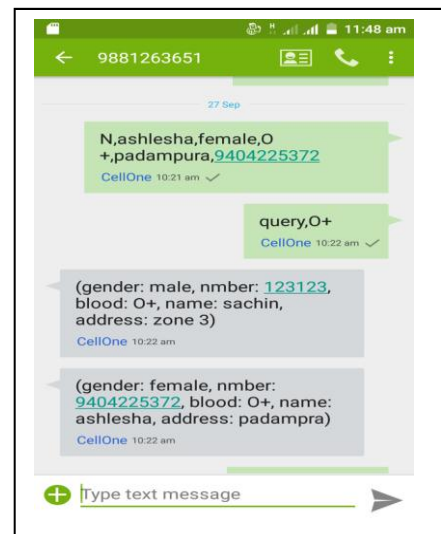 11:48 am
9881263651
27 Sep
N,ashlesha,female,O
+,padampura,9404225372
CellOne 10:21 am
query,O+
CellOne 10:22 am
(gender: male, nmber: 123123,
blood: O+, name: sachin,
address: zone 3)
CellOne 10:22 am
(gender: female, nmber:
9404225372, blood: O+, name:
ashlesha, address: padampra)
CellOne 10:22 am
Type text message